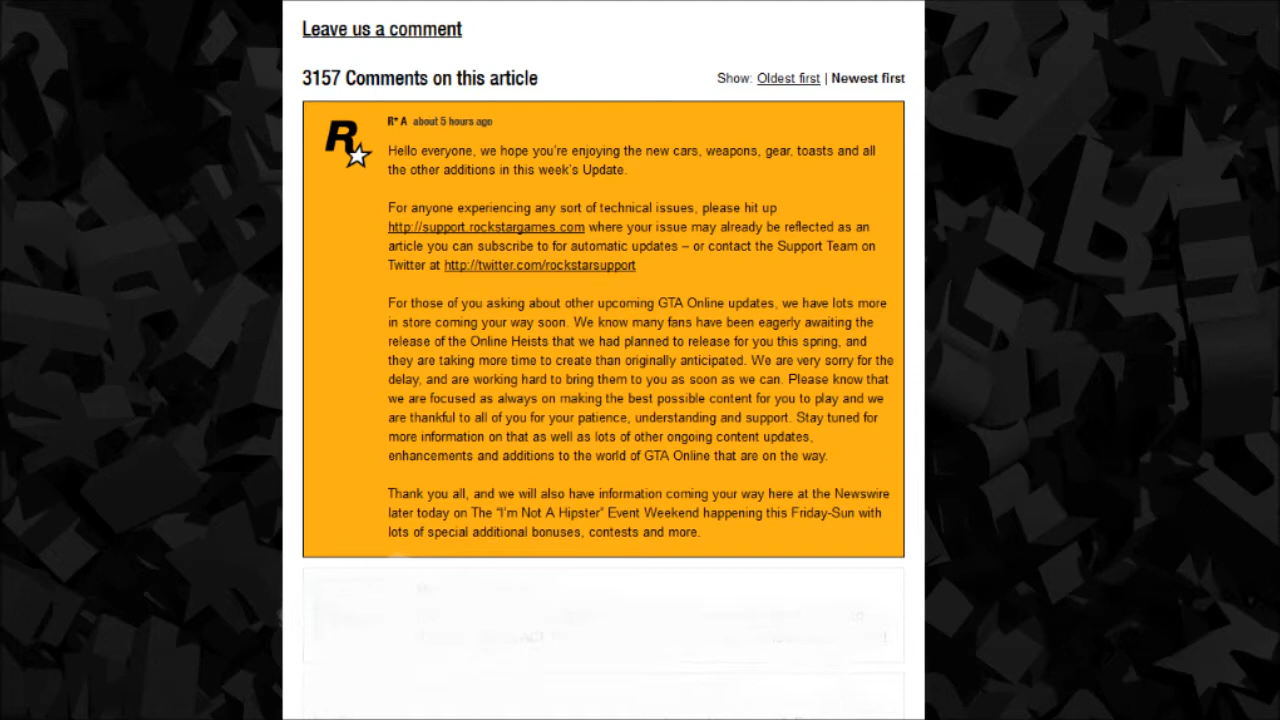 Leave us a comment
3157 Comments on this article
Show: Oldest first | Newest first
R* A about 5 hours ago
Hello everyone, we hope you're enjoying the new cars, weapons, gear, toasts and all
the other additions in this week's Update.
For anyone experiencing any sort of technical issues, please hit up
http://support.rockstargames.com where your issue may already be reflected as an
article you can subscribe to for automatic updates – or contact the Support Team on
Twitter at http://twitter.com/rockstarsupport
For those of you asking about other upcoming GTA Online updates, we have lots more
in store coming your way soon. We know many fans have been eagerly awaiting the
release of the Online Heists that we had planned to release for you this spring, and
they are taking more time to create than originally anticipated. We are very sorry for the
delay, and are working hard to bring them to you as soon as we can. Please know that
we are focused as always on making the best possible content for you to play and we
are thankful to all of you for your patience, understanding and support. Stay tuned for
more information on that as well as lots of other ongoing content updates,
enhancements and additions to the world of GTA Online that are on the way.
Thank you all, and we will also have information coming your way here at the Newswire
later today on The “I'm Not A Hipster” Event Weekend happening this Friday-Sun with
lots of special additional bonuses, contests and more.